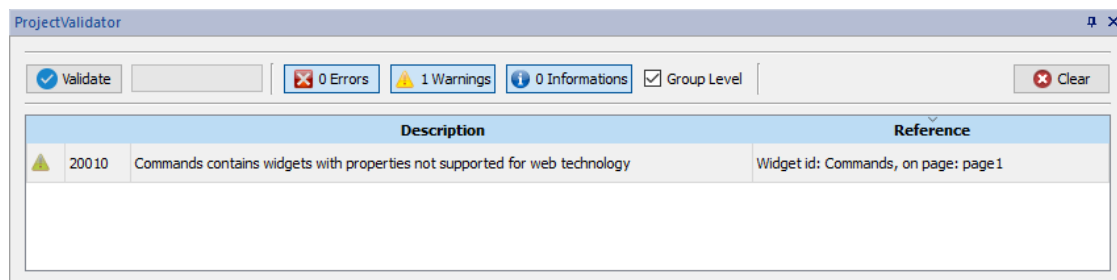 ProjectValidator
Validate 0 Errors 1 Warnings 0 Informations Group Level Clear
Description Reference
20010 Commands contains widgets with properties not supported for web technology Widget id: Commands, on page: page1